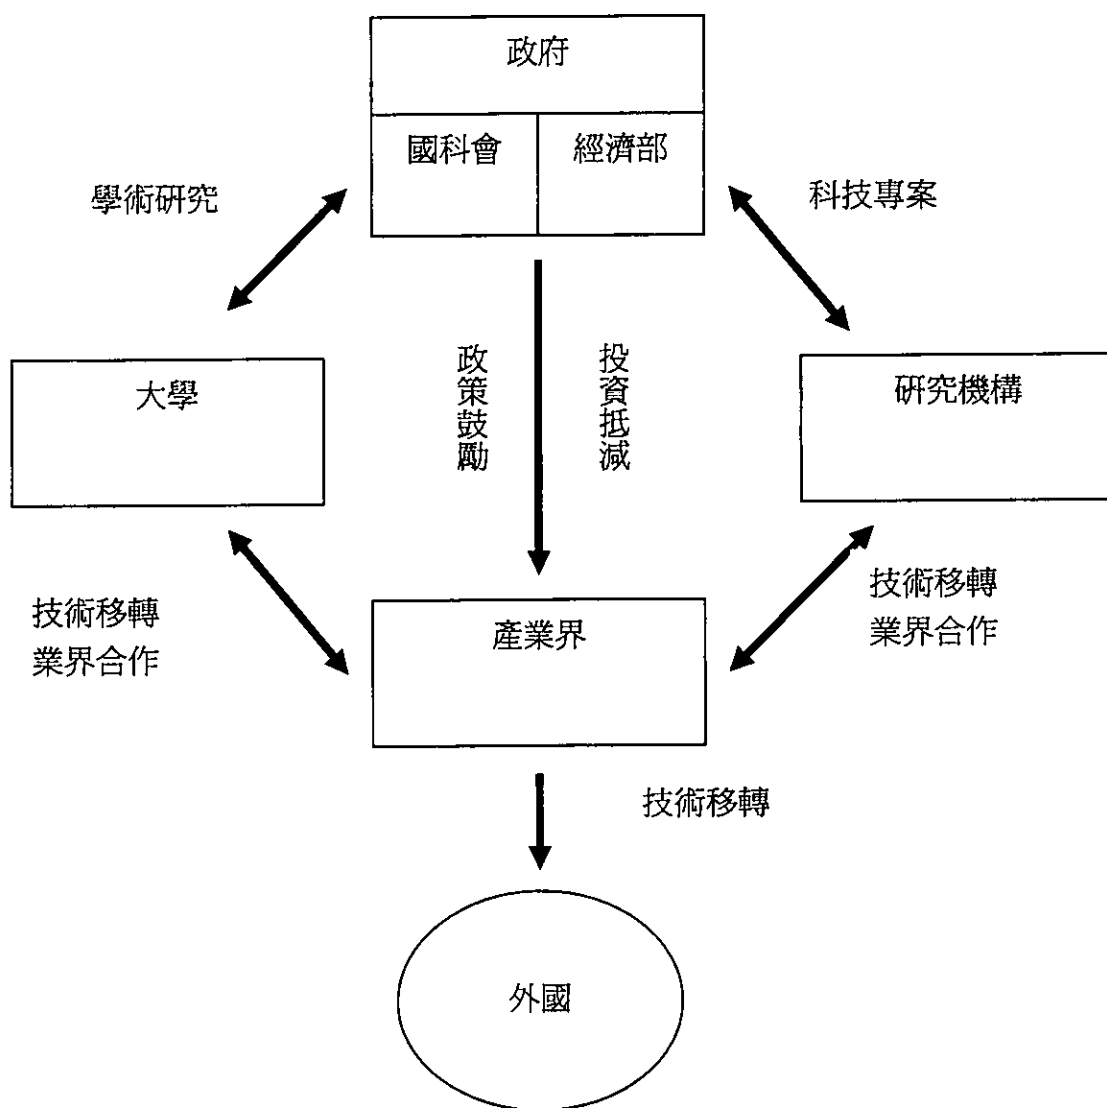 政府
國科會
經濟部
學術研究
科技專案
大學
政策鼓勵
投資抵減
研究機構
技術移轉
業界合作
產業界
技術移轉
業界合作
技術移轉
外國